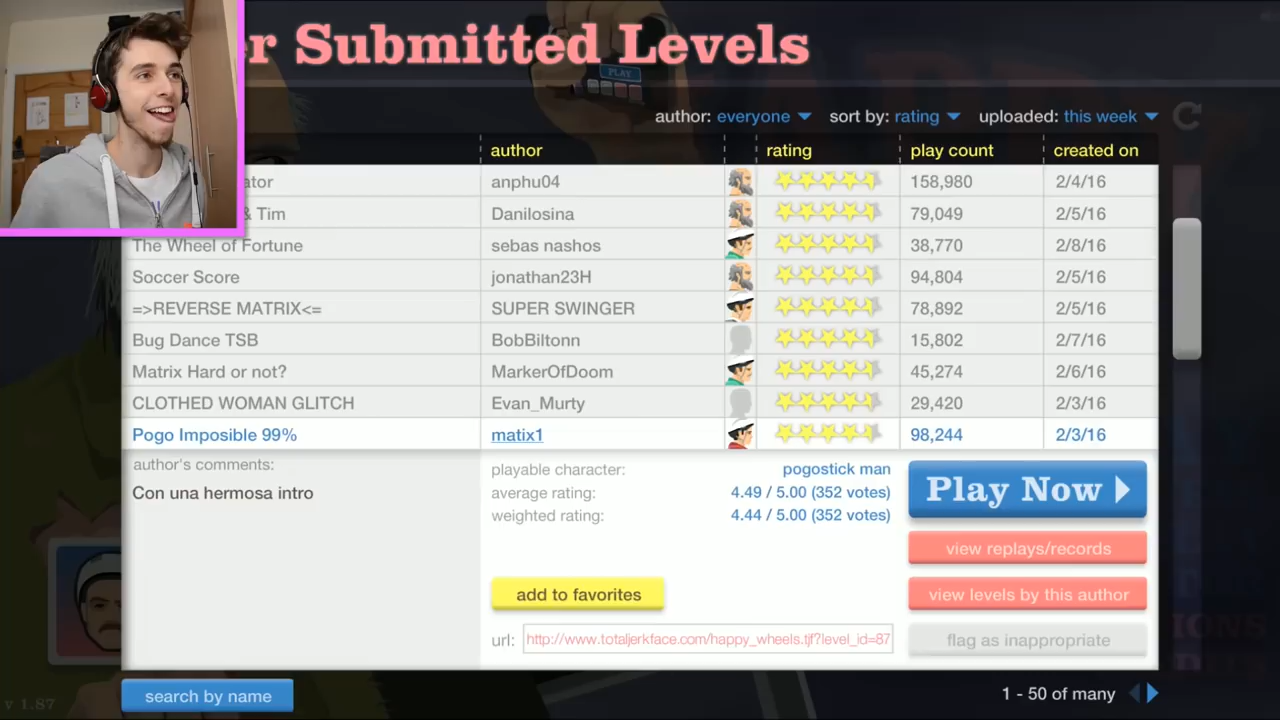 r Submitted Levels
PLAY
author: everyone sort by: rating uploaded: this week
author rating play count created on
ator anphu04 158,980 2/4/16
& Tim Danilosina 79,049 2/5/16
The Wheel of Fortune sebas nashos 38,770 2/8/16
Soccer Score jonathan23H 94,804 2/5/16
=>REVERSE MATRIX<= SUPER SWINGER 78,892 2/5/16
Bug Dance TSB BobBiltonn 15,802 2/7/16
Matrix Hard or not? MarkerOfDoom 45,274 2/6/16
CLOTHED WOMAN GLITCH Evan_Murty 29,420 2/3/16
Pogo Imposible 99% matix1 98,244 2/3/16
author's comments:
Con una hermosa intro
playable character: pogostick man
average rating: 4.49 / 5.00 (352 votes)
weighted rating: 4.44 / 5.00 (352 votes)
add to favorites
url: http://www.totaljerkface.com/happy_wheels.tjf?level_id=87
Play Now
view replays/records
view levels by this author
flag as inappropriate
IONS
v 1.87
search by name
1 - 50 of many